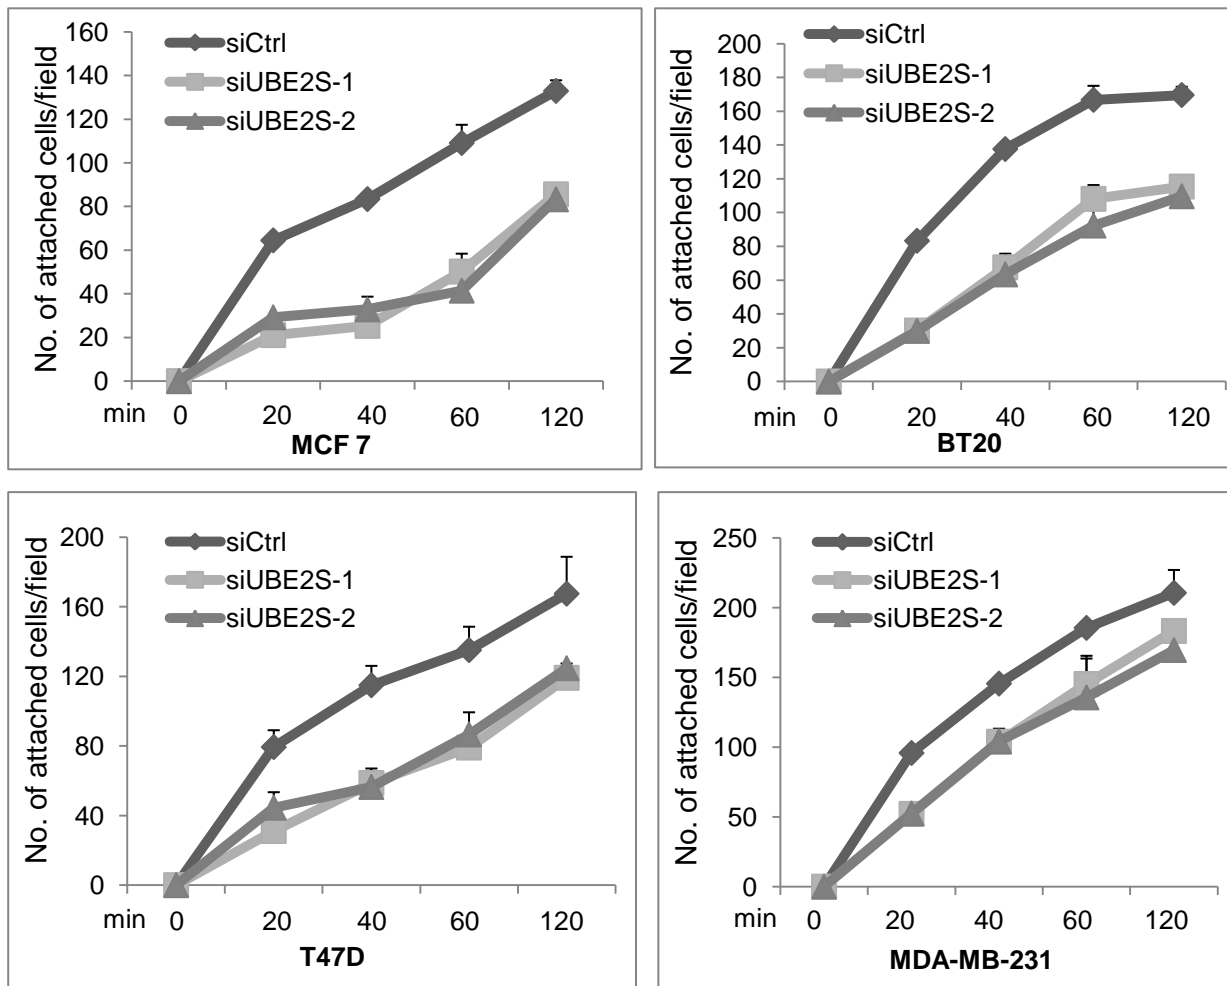 No. of attached cells/field
160
140
120
100
80
60
40
20
0
siCtrl
siUBE2S-1
siUBE2S-2
min 0 20 40 60 120
MCF 7
No. of attached cells/field
200
180
160
140
120
100
80
60
40
20
0
siCtrl
siUBE2S-1
siUBE2S-2
min 0 20 40 60 120
BT20
No. of attached cells/field
200
160
120
80
40
0
siCtrl
siUBE2S-1
siUBE2S-2
min 0 20 40 60 120
T47D
No. of attached cells/field
250
200
150
100
50
0
siCtrl
siUBE2S-1
siUBE2S-2
min 0 20 40 60 120
MDA-MB-231